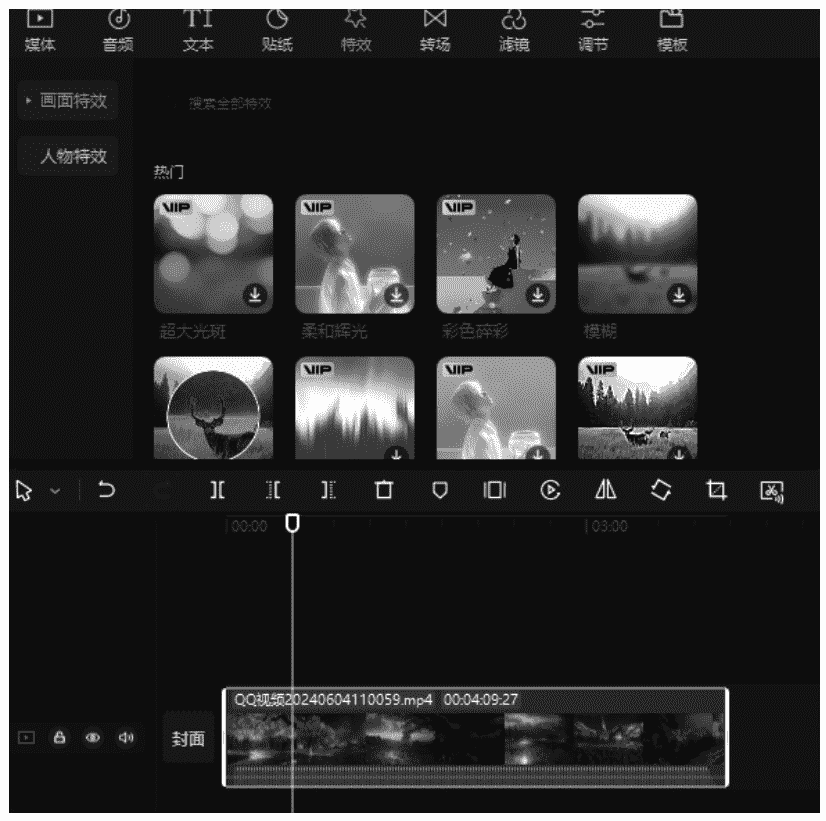 媒体 音频 文本 贴纸 特效 转场 滤镜 调节 模板
画面特效
搜索全部特效
人物特效
热门
VIP VIP VIP
超大光斑 柔和辉光 彩色碎彩 模糊
VIP VIP VIP
00:00 03:00
QQ视频20240604110059.mp4 00:04:09:27
封面